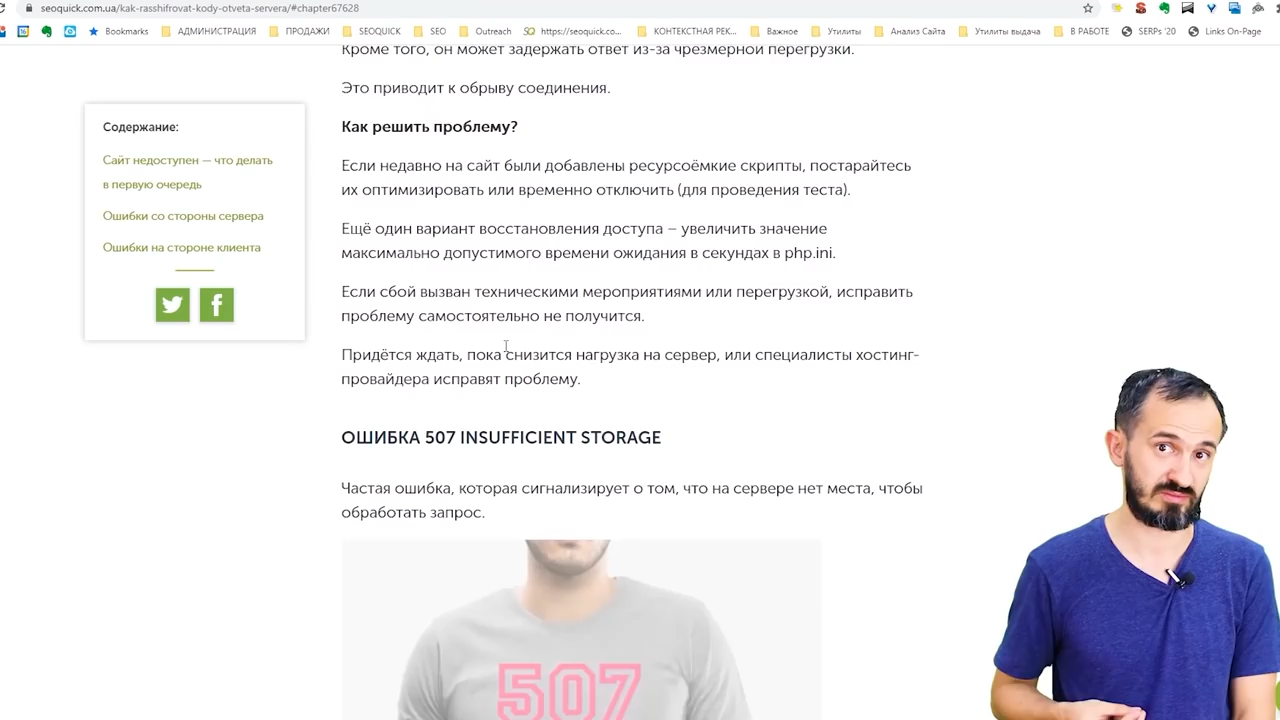 seoquick.com.ua/kak-rasshifrovat-kody-otveta-servera/#chapter67628
Bookmarks АДМИНИСТРАЦИЯ ПРОДАЖИ SEOQUICK SEO Outreach https://seoquick.co... КОНТЕКСТНАЯ РЕК... Важное Утилиты Анализ Сайта Утилиты выдача В РАБОТЕ SERPs '20 Links On-Page
Кроме того, он может задержать ответ из-за чрезмерной перегрузки.
Это приводит к обрыву соединения.
Содержание:
Сайт недоступен — что делать
в первую очередь
Ошибки со стороны сервера
Ошибки на стороне клиента
Как решить проблему?
Если недавно на сайт были добавлены ресурсоёмкие скрипты, постарайтесь
их оптимизировать или временно отключить (для проведения теста).
Ещё один вариант восстановления доступа – увеличить значение
максимально допустимого времени ожидания в секундах в php.ini.
Если сбой вызван техническими мероприятиями или перегрузкой, исправить
проблему самостоятельно не получится.
Придётся ждать, пока снизится нагрузка на сервер, или специалисты хостинг-
провайдера исправят проблему.
ОШИБКА 507 INSUFFICIENT STORAGE
Частая ошибка, которая сигнализирует о том, что на сервере нет места, чтобы
обработать запрос.
507